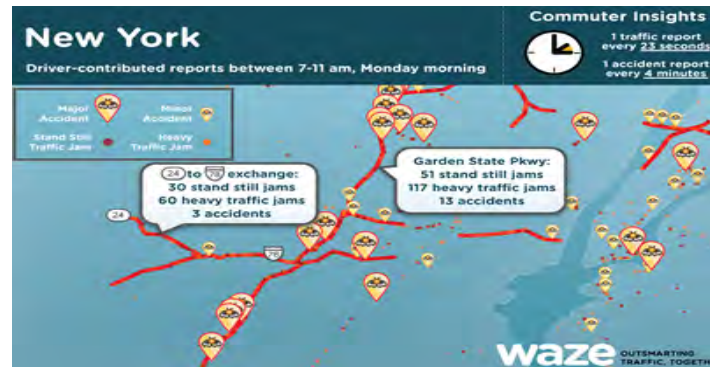 New York
Driver-contributed reports between 7-11 am, Monday morning
Commuter Insights
1 traffic report
every 23 seconds
1 accident report
every 4 minutes
Major
Accident
Minor
Accident
Stand Still
Traffic Jam
Heavy
Traffic Jam
24 to 78 exchange:
30 stand still jams
60 heavy traffic jams
3 accidents
Garden State Pkwy:
51 stand still jams
117 heavy traffic jams
13 accidents
24
78
waze
OUTSMARTING
TRAFFIC, TOGETH